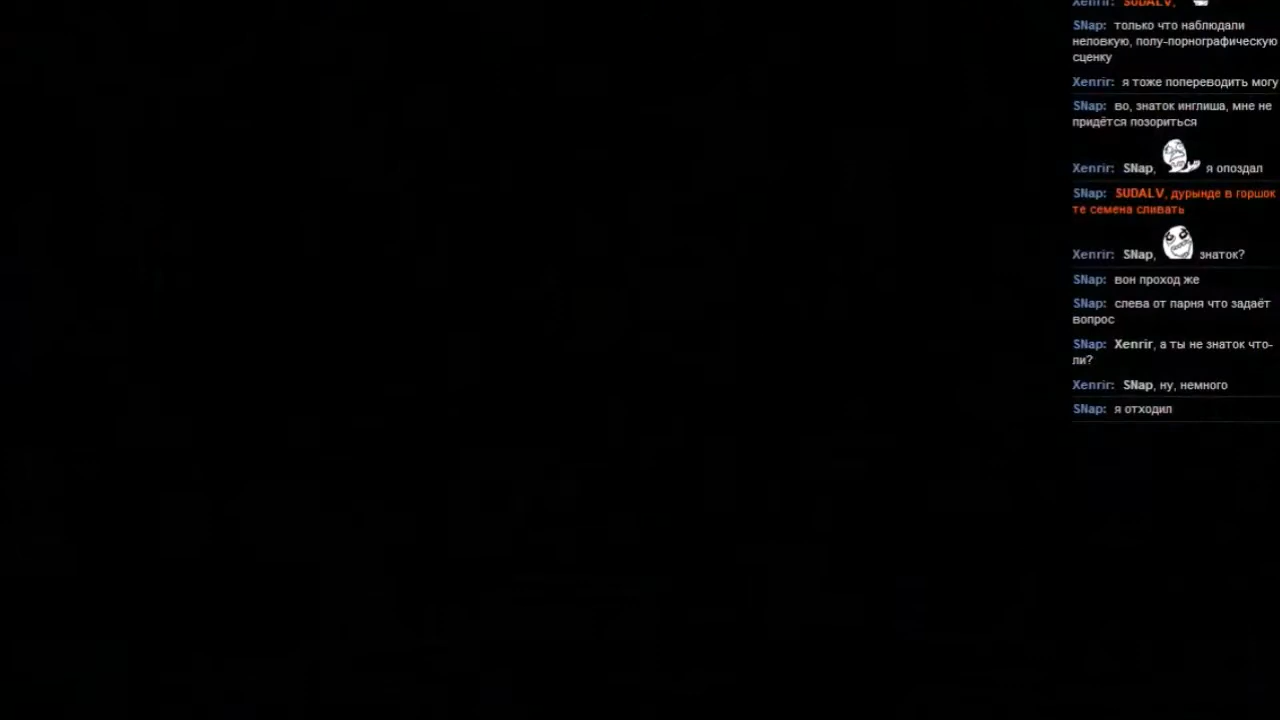 Xenrir: SUDALV,
SNap: только что наблюдали
неловкую, полу-порнографическую
сценку
Xenrir: я тоже попереводить могу
SNap: во, знаток инглиша, мне не
придётся позориться
Xenrir: SNap, я опоздал
SNap: SUDALV, дурынде в горшок
те семена сливать
Xenrir: SNap, знаток?
SNap: вон проход же
SNap: слева от парня что задаёт
вопрос
SNap: Xenrir, а ты не знаток что-
ли?
Xenrir: SNap, ну, немного
SNap: я отходил